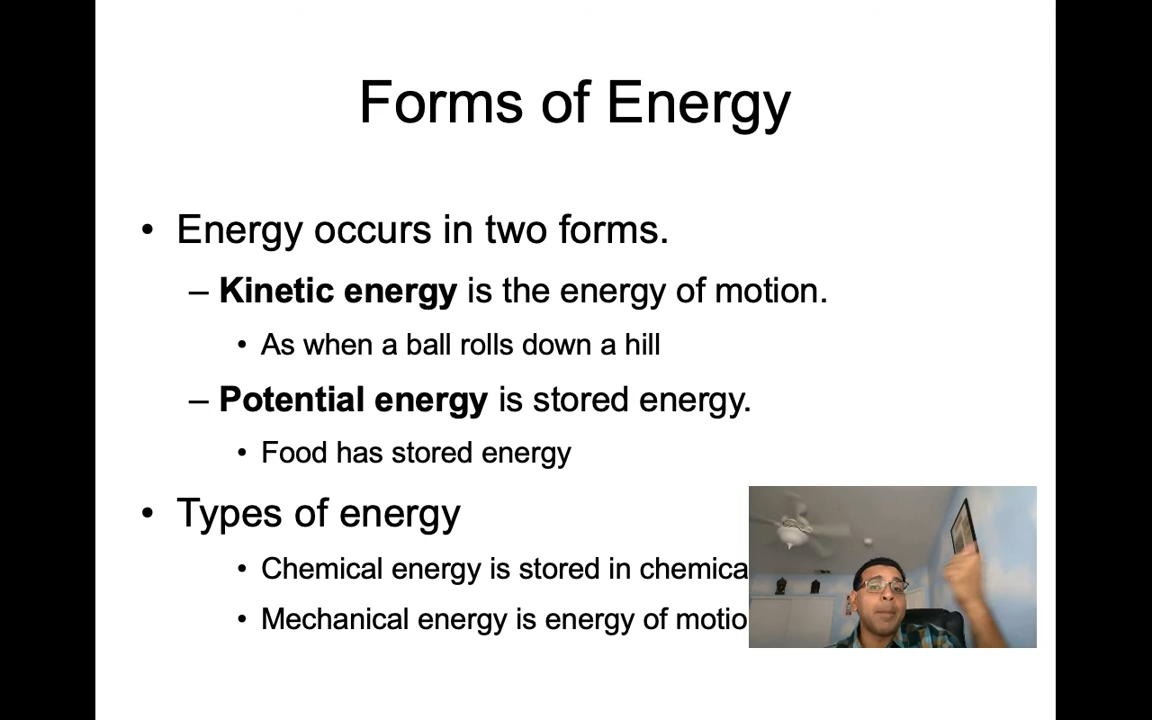 Forms of Energy
• Energy occurs in two forms.
– Kinetic energy is the energy of motion.
• As when a ball rolls down a hill
– Potential energy is stored energy.
• Food has stored energy
• Types of energy
• Chemical energy is stored in chemica
• Mechanical energy is energy of motio